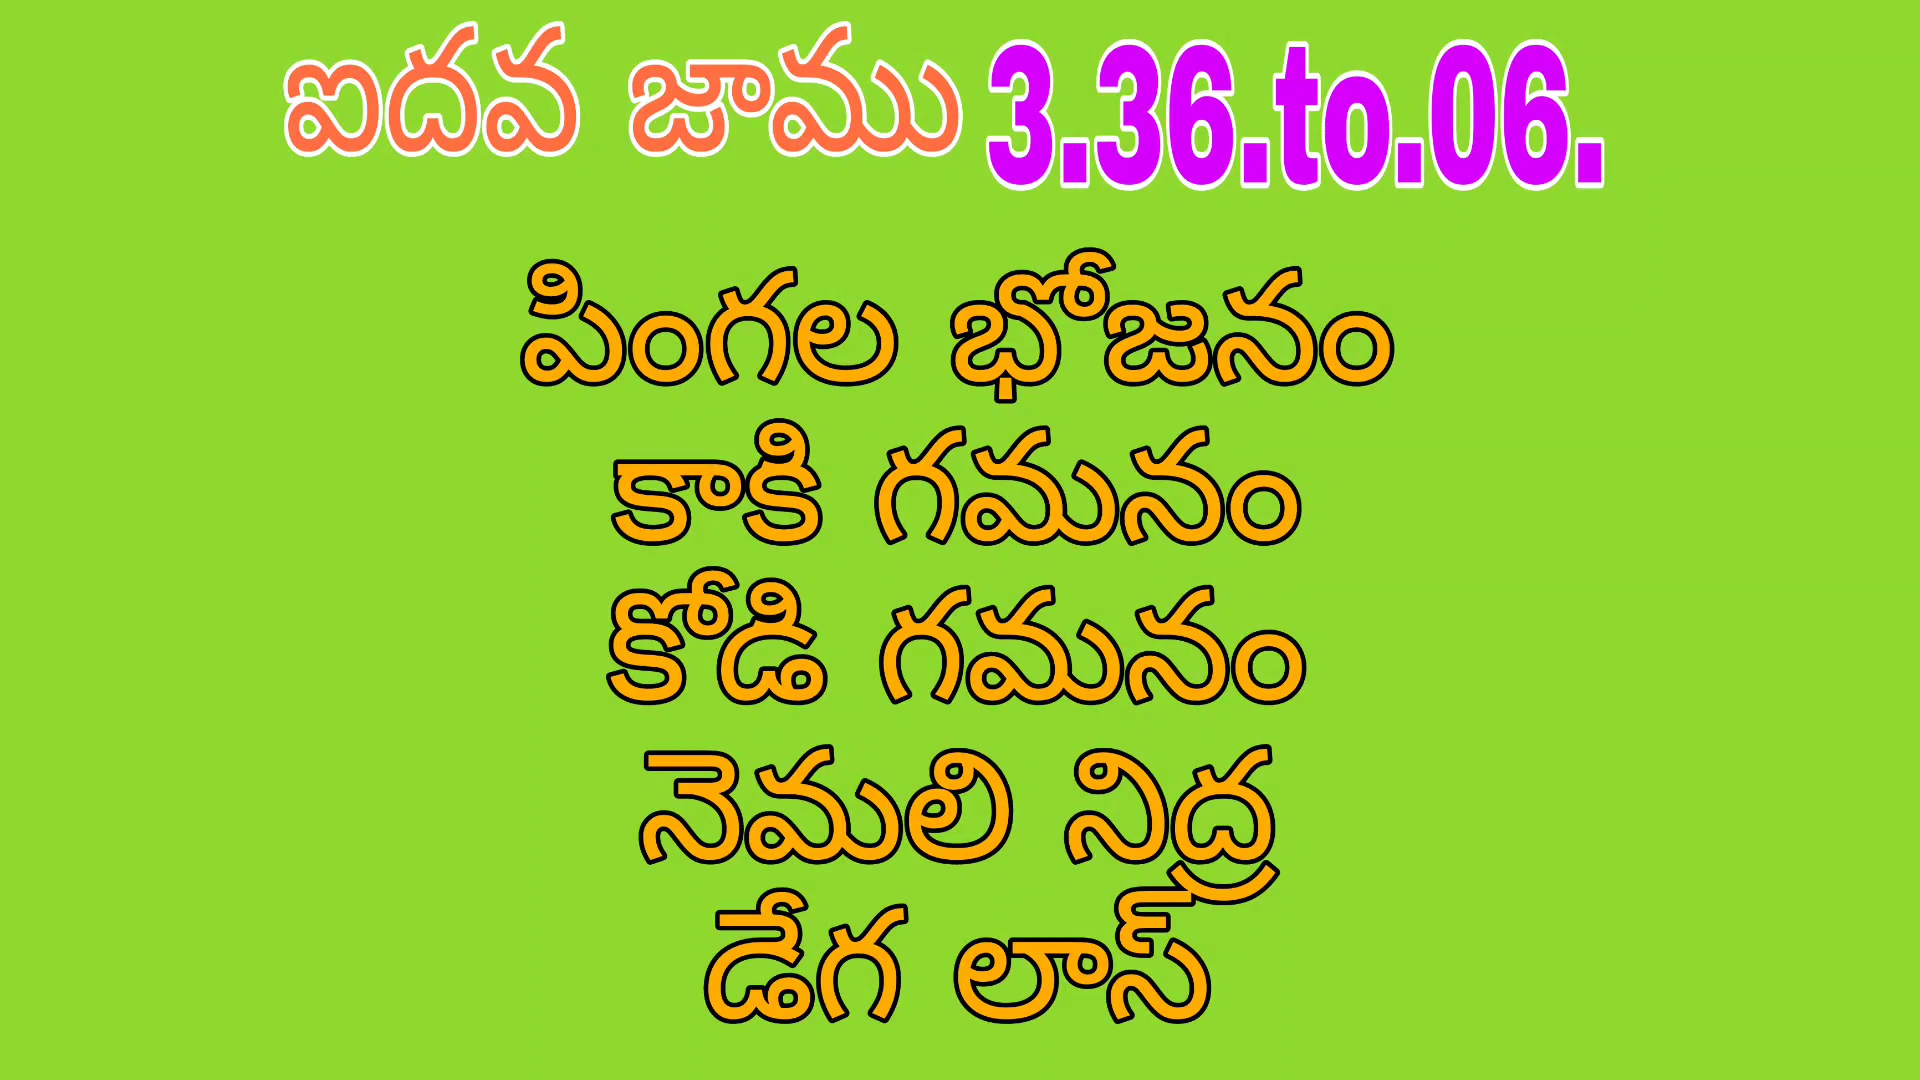 ఐదవ జాము 3.36.to.06.
పింగల భోజనం
కాకి గమనం
కోడి గమనం
నెమలి నిద్ర
డేగ లాస్